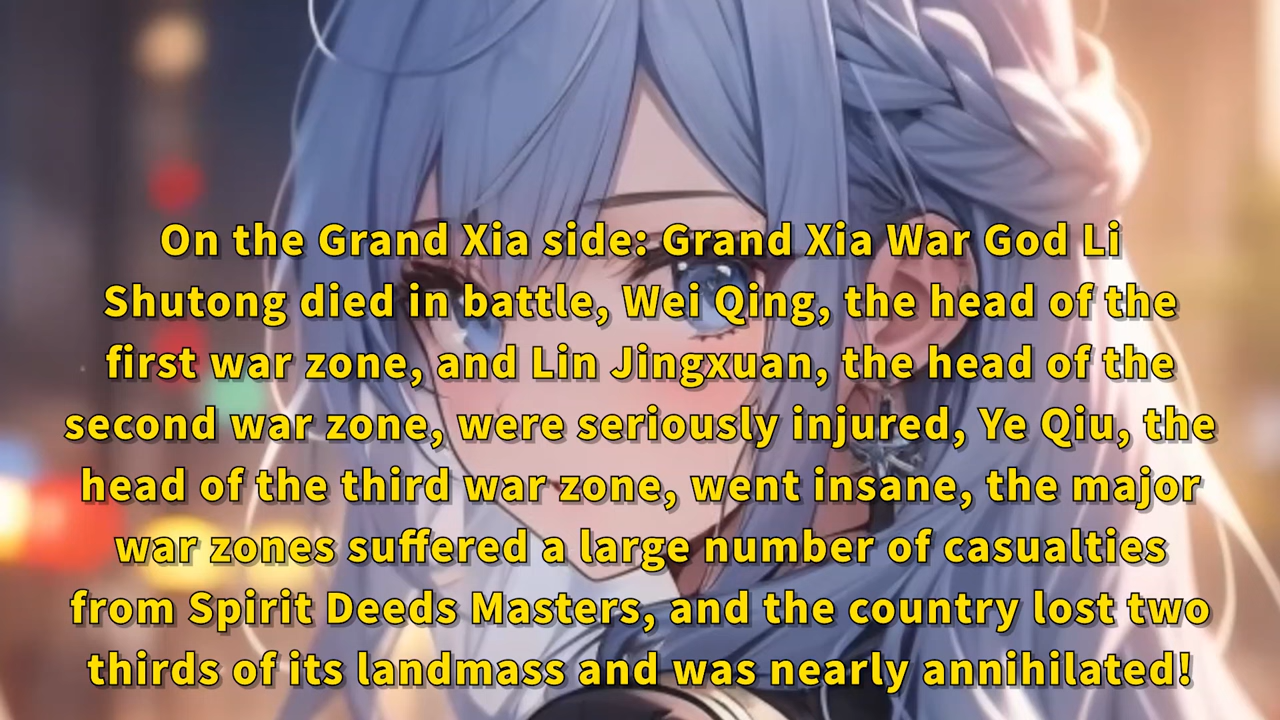 On the Grand Xia side: Grand Xia War God Li
Shutong died in battle, Wei Qing, the head of the
first war zone, and Lin Jingxuan, the head of the
second war zone, were seriously injured, Ye Qiu, the
head of the third war zone, went insane, the major
war zones suffered a large number of casualties
from Spirit Deeds Masters, and the country lost two
thirds of its landmass and was nearly annihilated!